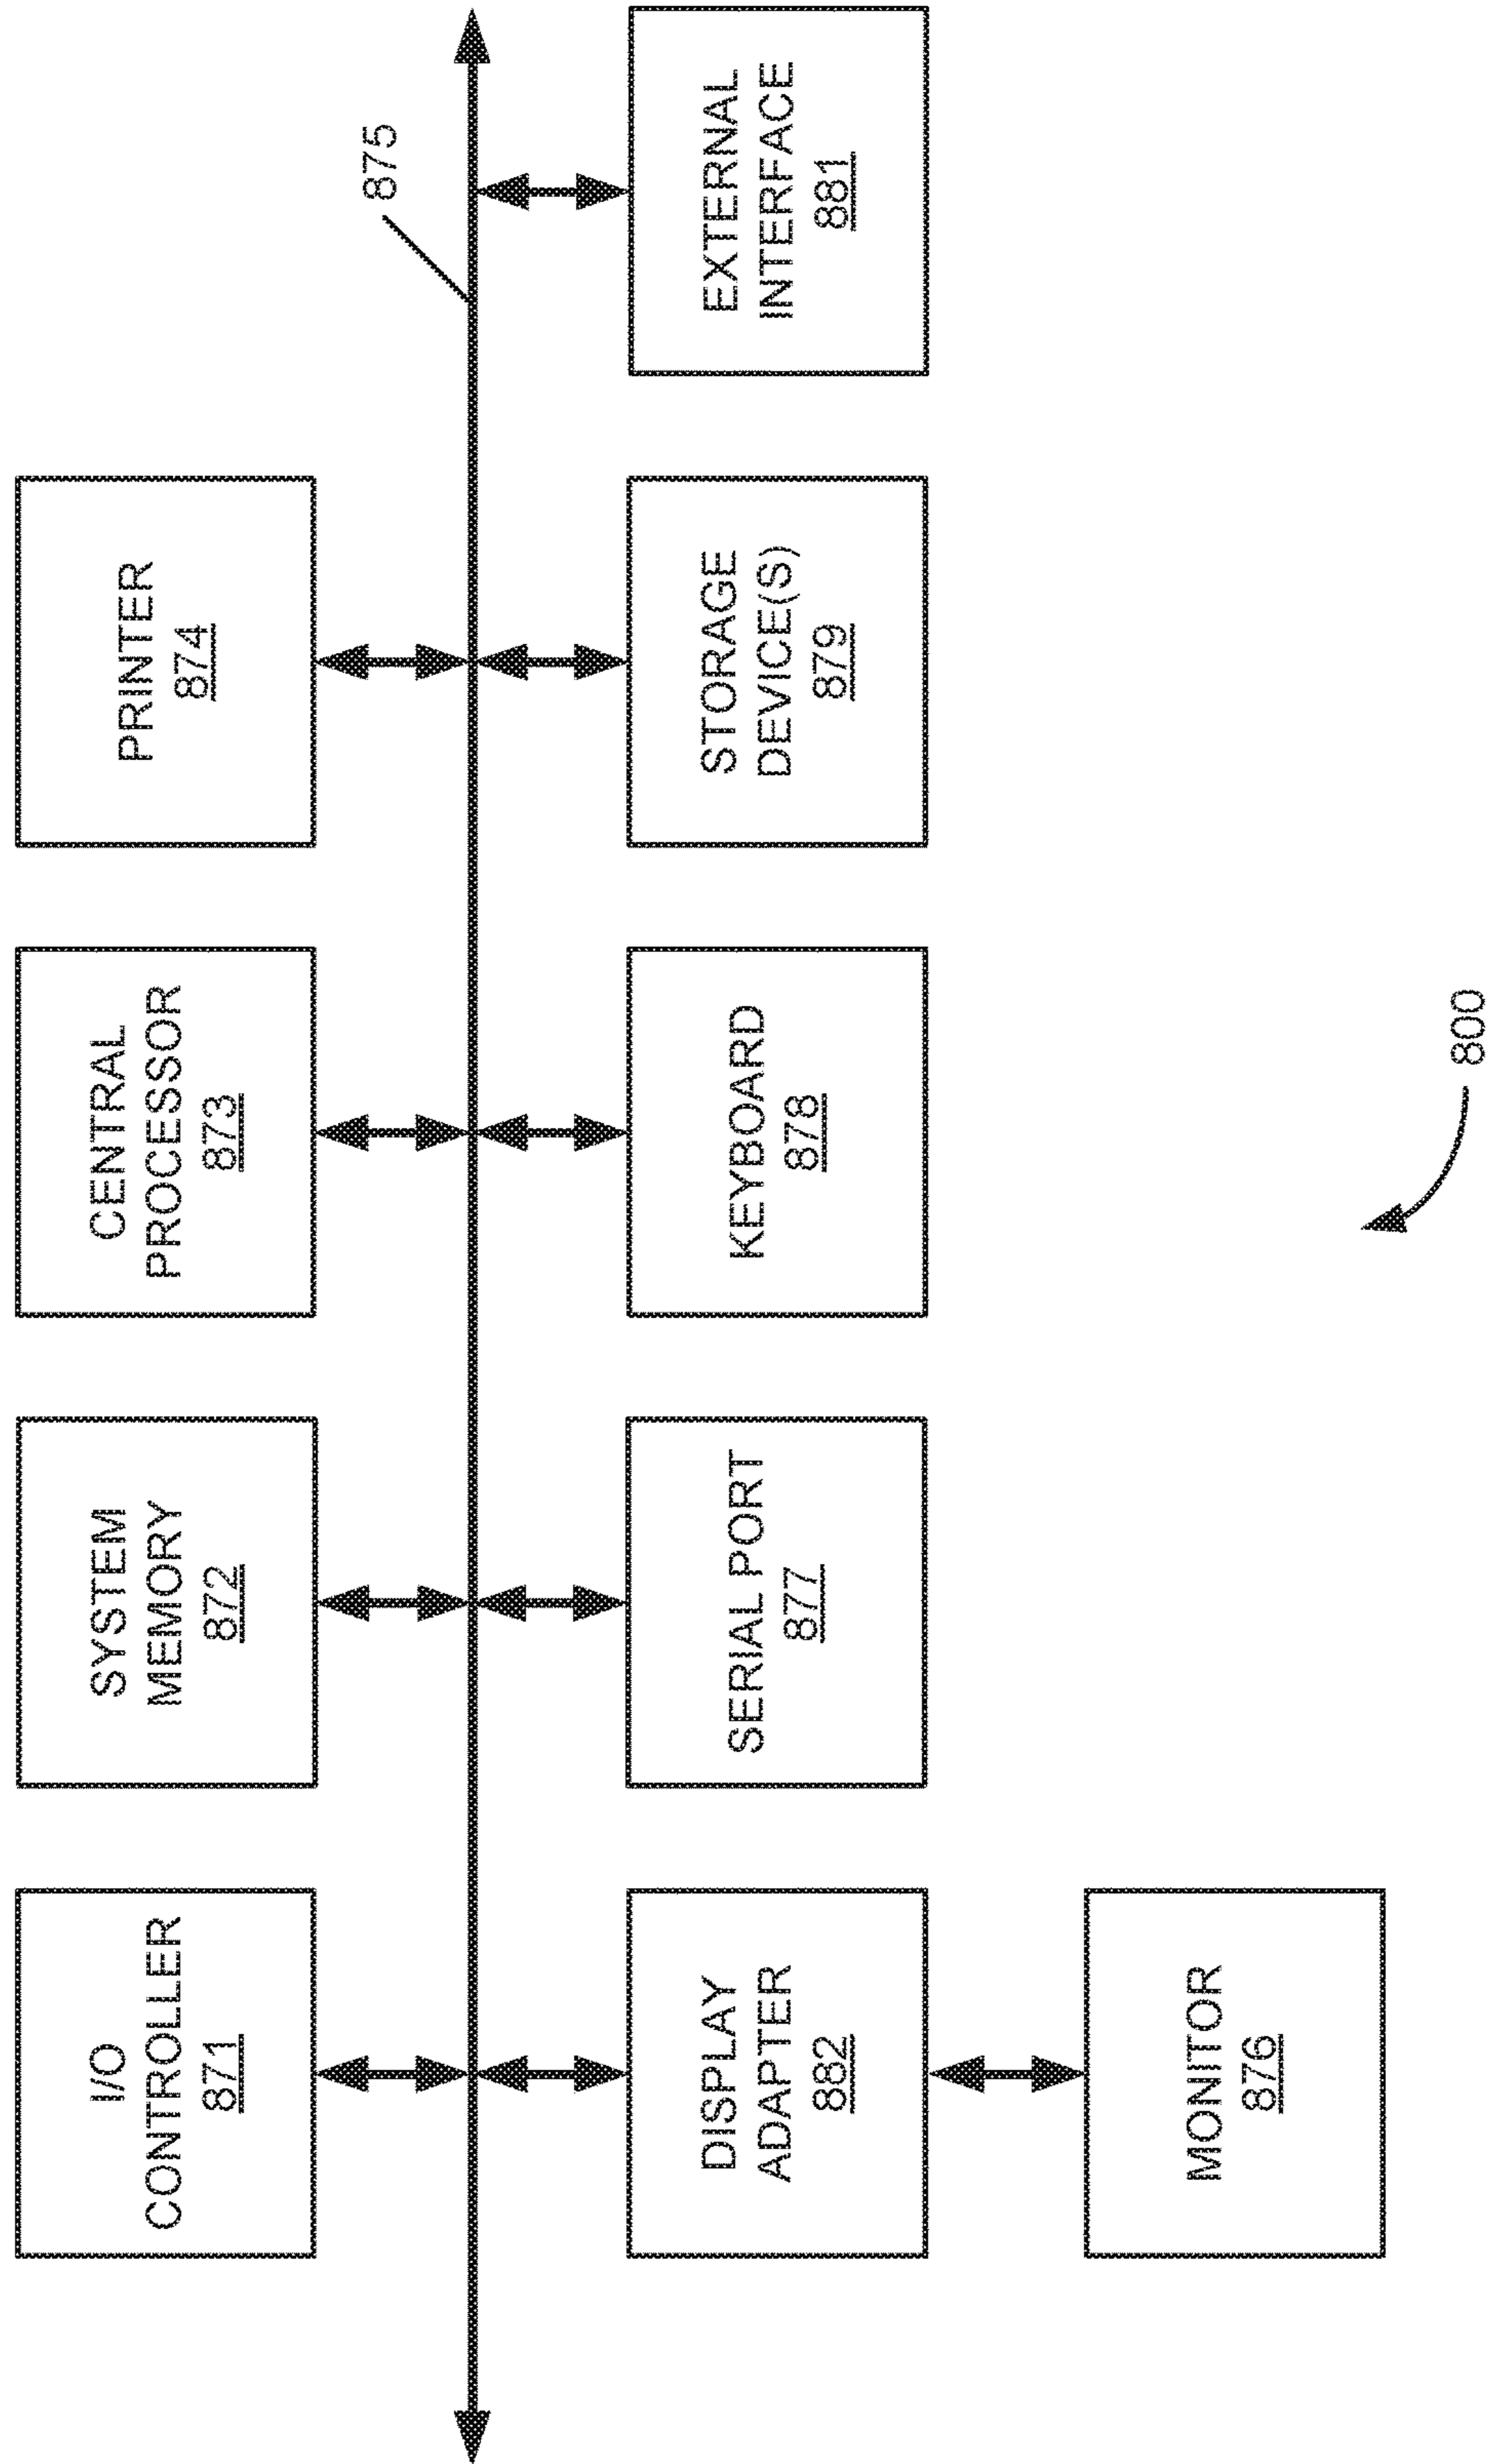 I/O
CONTROLLER
871
SYSTEM
MEMORY
872
CENTRAL
PROCESSOR
873
PRINTER
874
875
DISPLAY
ADAPTER
882
SERIAL PORT
877
KEYBOARD
878
STORAGE
DEVICE(S)
879
EXTERNAL
INTERFACE
881
MONITOR
876
800